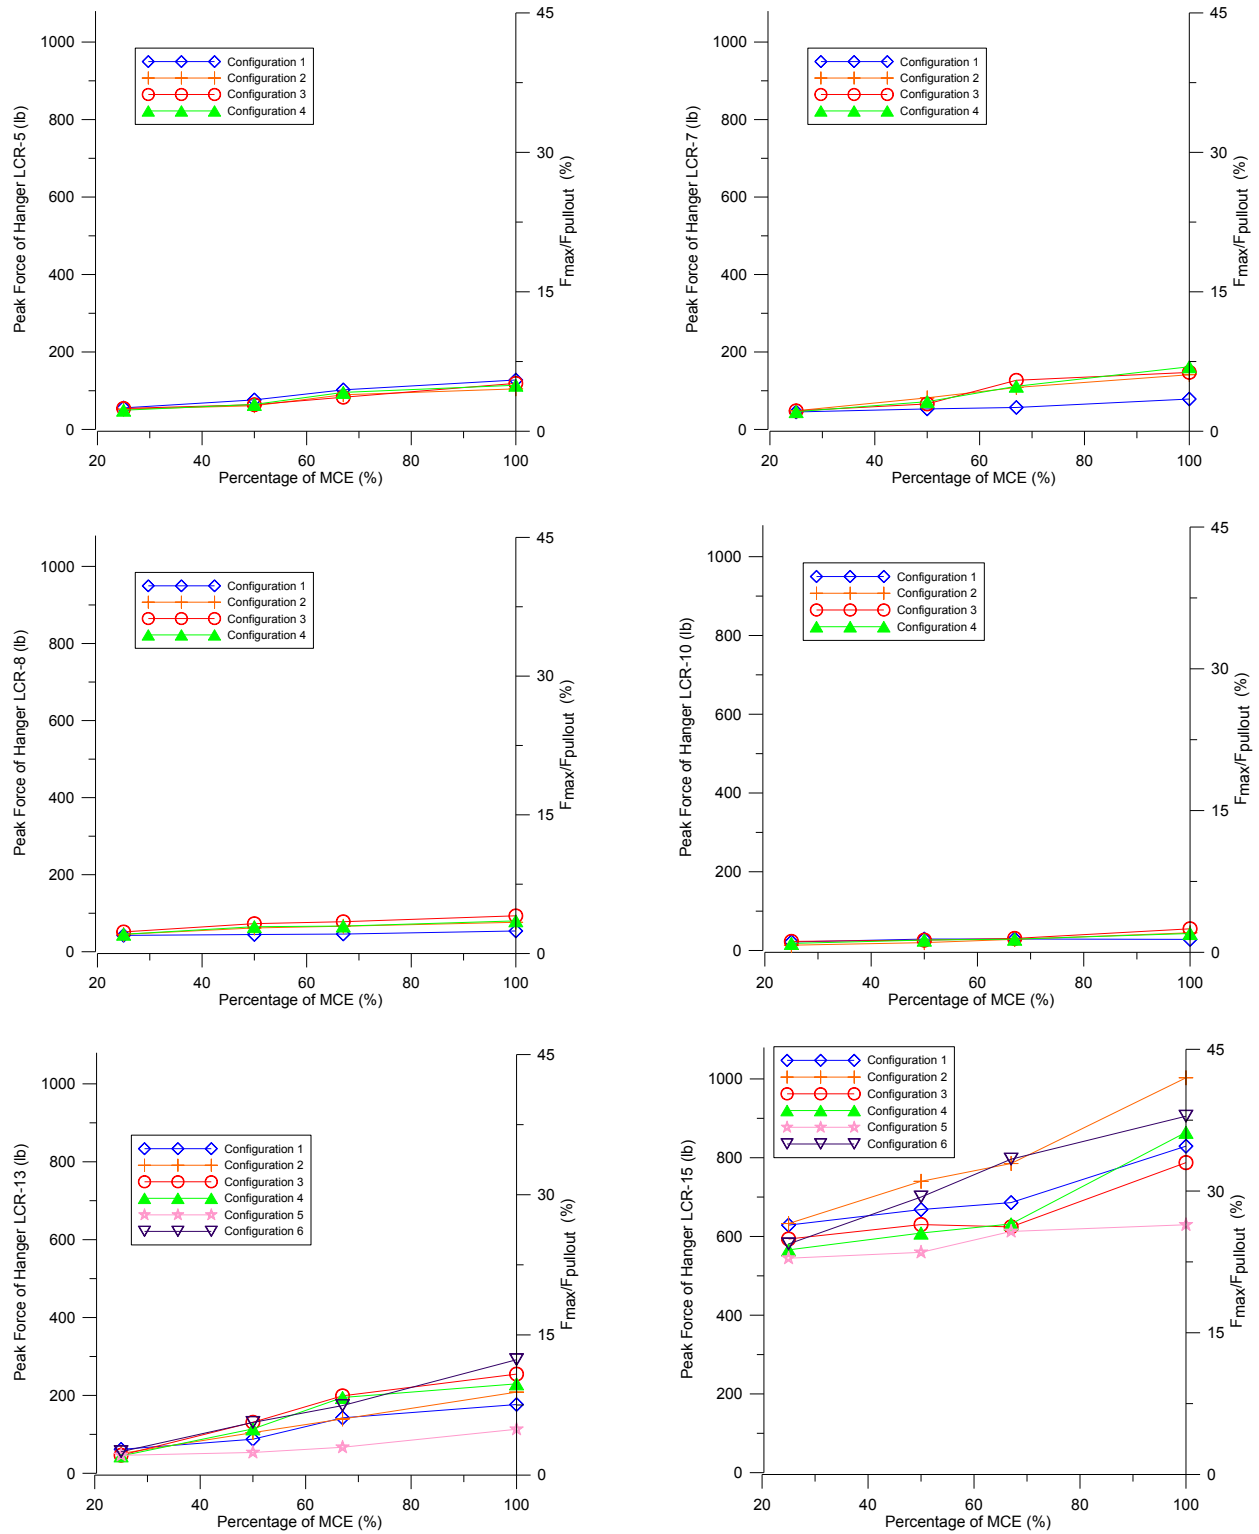 Peak Force of Hanger LCR-5 (lb)
1000
800
600
400
200
0
Configuration 1
Configuration 2
Configuration 3
Configuration 4
45
30
15
0
Fmax/Fpullout (%)
20 40 60 80 100
Percentage of MCE (%)
Peak Force of Hanger LCR-7 (lb)
1000
800
600
400
200
0
Configuration 1
Configuration 2
Configuration 3
Configuration 4
45
30
15
0
Fmax/Fpullout (%)
20 40 60 80 100
Percentage of MCE (%)
Peak Force of Hanger LCR-8 (lb)
1000
800
600
400
200
0
Configuration 1
Configuration 2
Configuration 3
Configuration 4
45
30
15
0
Fmax/Fpullout (%)
20 40 60 80 100
Percentage of MCE (%)
Peak Force of Hanger LCR-10 (lb)
1000
800
600
400
200
0
Configuration 1
Configuration 2
Configuration 3
Configuration 4
45
30
15
0
Fmax/Fpullout (%)
20 40 60 80 100
Percentage of MCE (%)
Peak Force of Hanger LCR-13 (lb)
1000
800
600
400
200
0
Configuration 1
Configuration 2
Configuration 3
Configuration 4
Configuration 5
Configuration 6
45
30
15
0
Fmax/Fpullout (%)
20 40 60 80 100
Percentage of MCE (%)
Peak Force of Hanger LCR-15 (lb)
1000
800
600
400
200
0
Configuration 1
Configuration 2
Configuration 3
Configuration 4
Configuration 5
Configuration 6
45
30
15
0
Fmax/Fpullout (%)
20 40 60 80 100
Percentage of MCE (%)